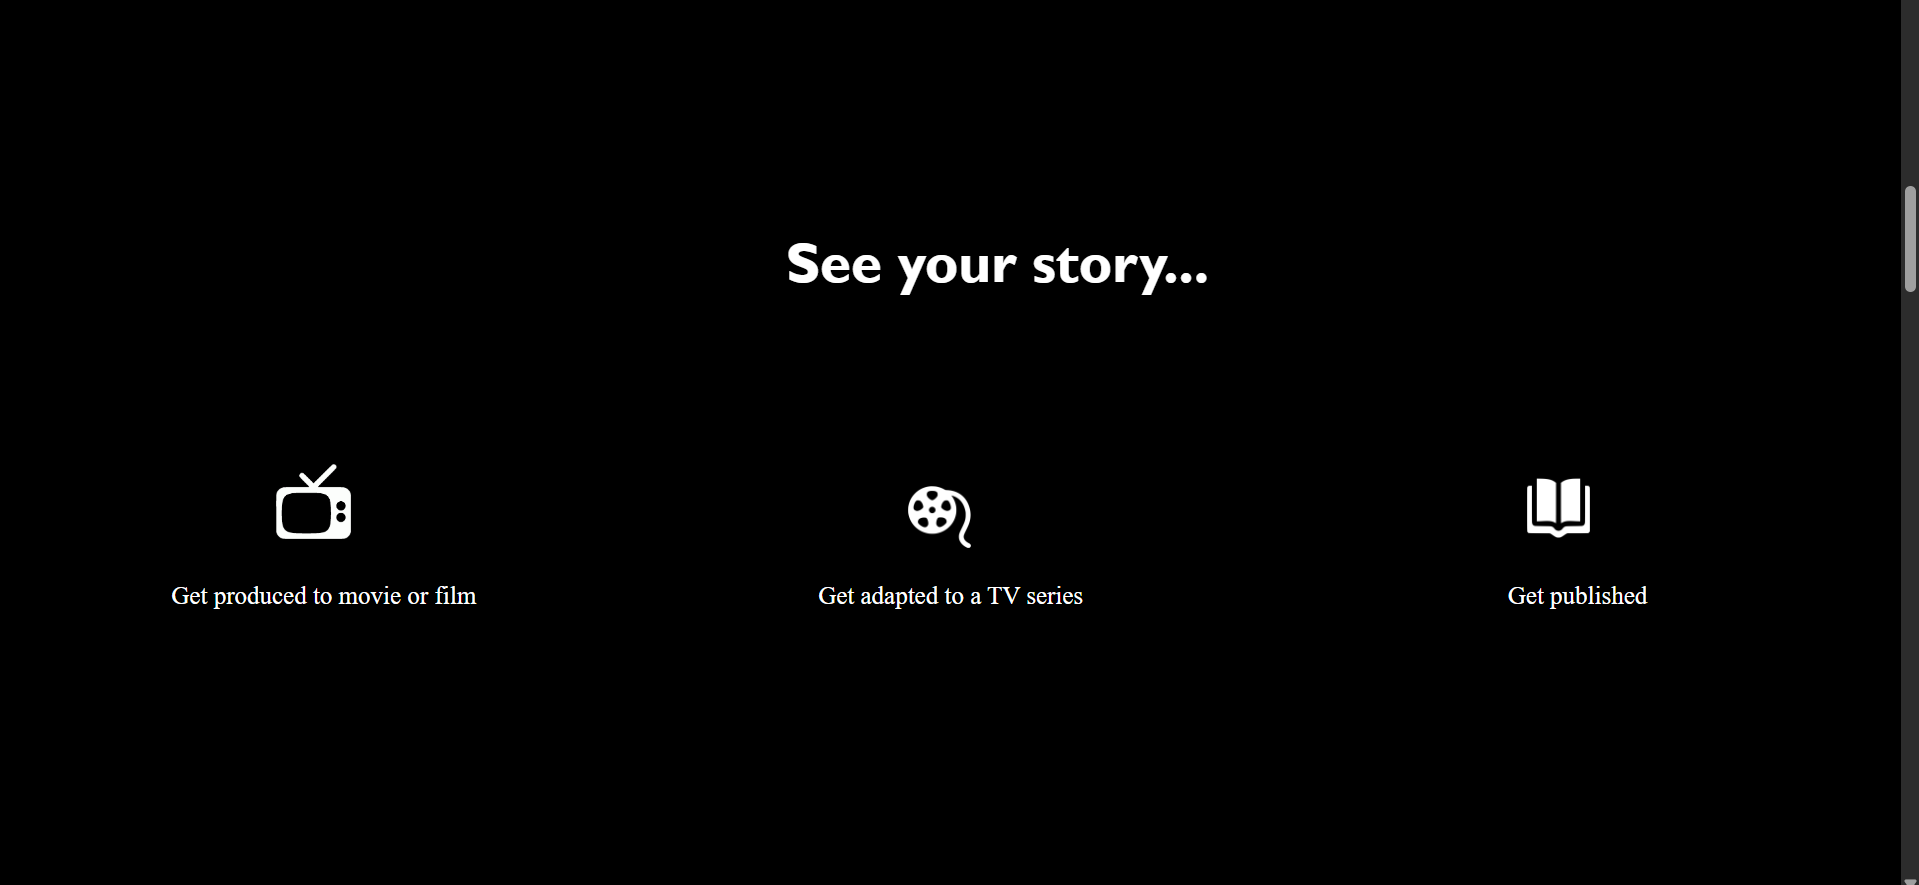 See your story...
Get produced to movie or film
Get adapted to a TV series
Get published